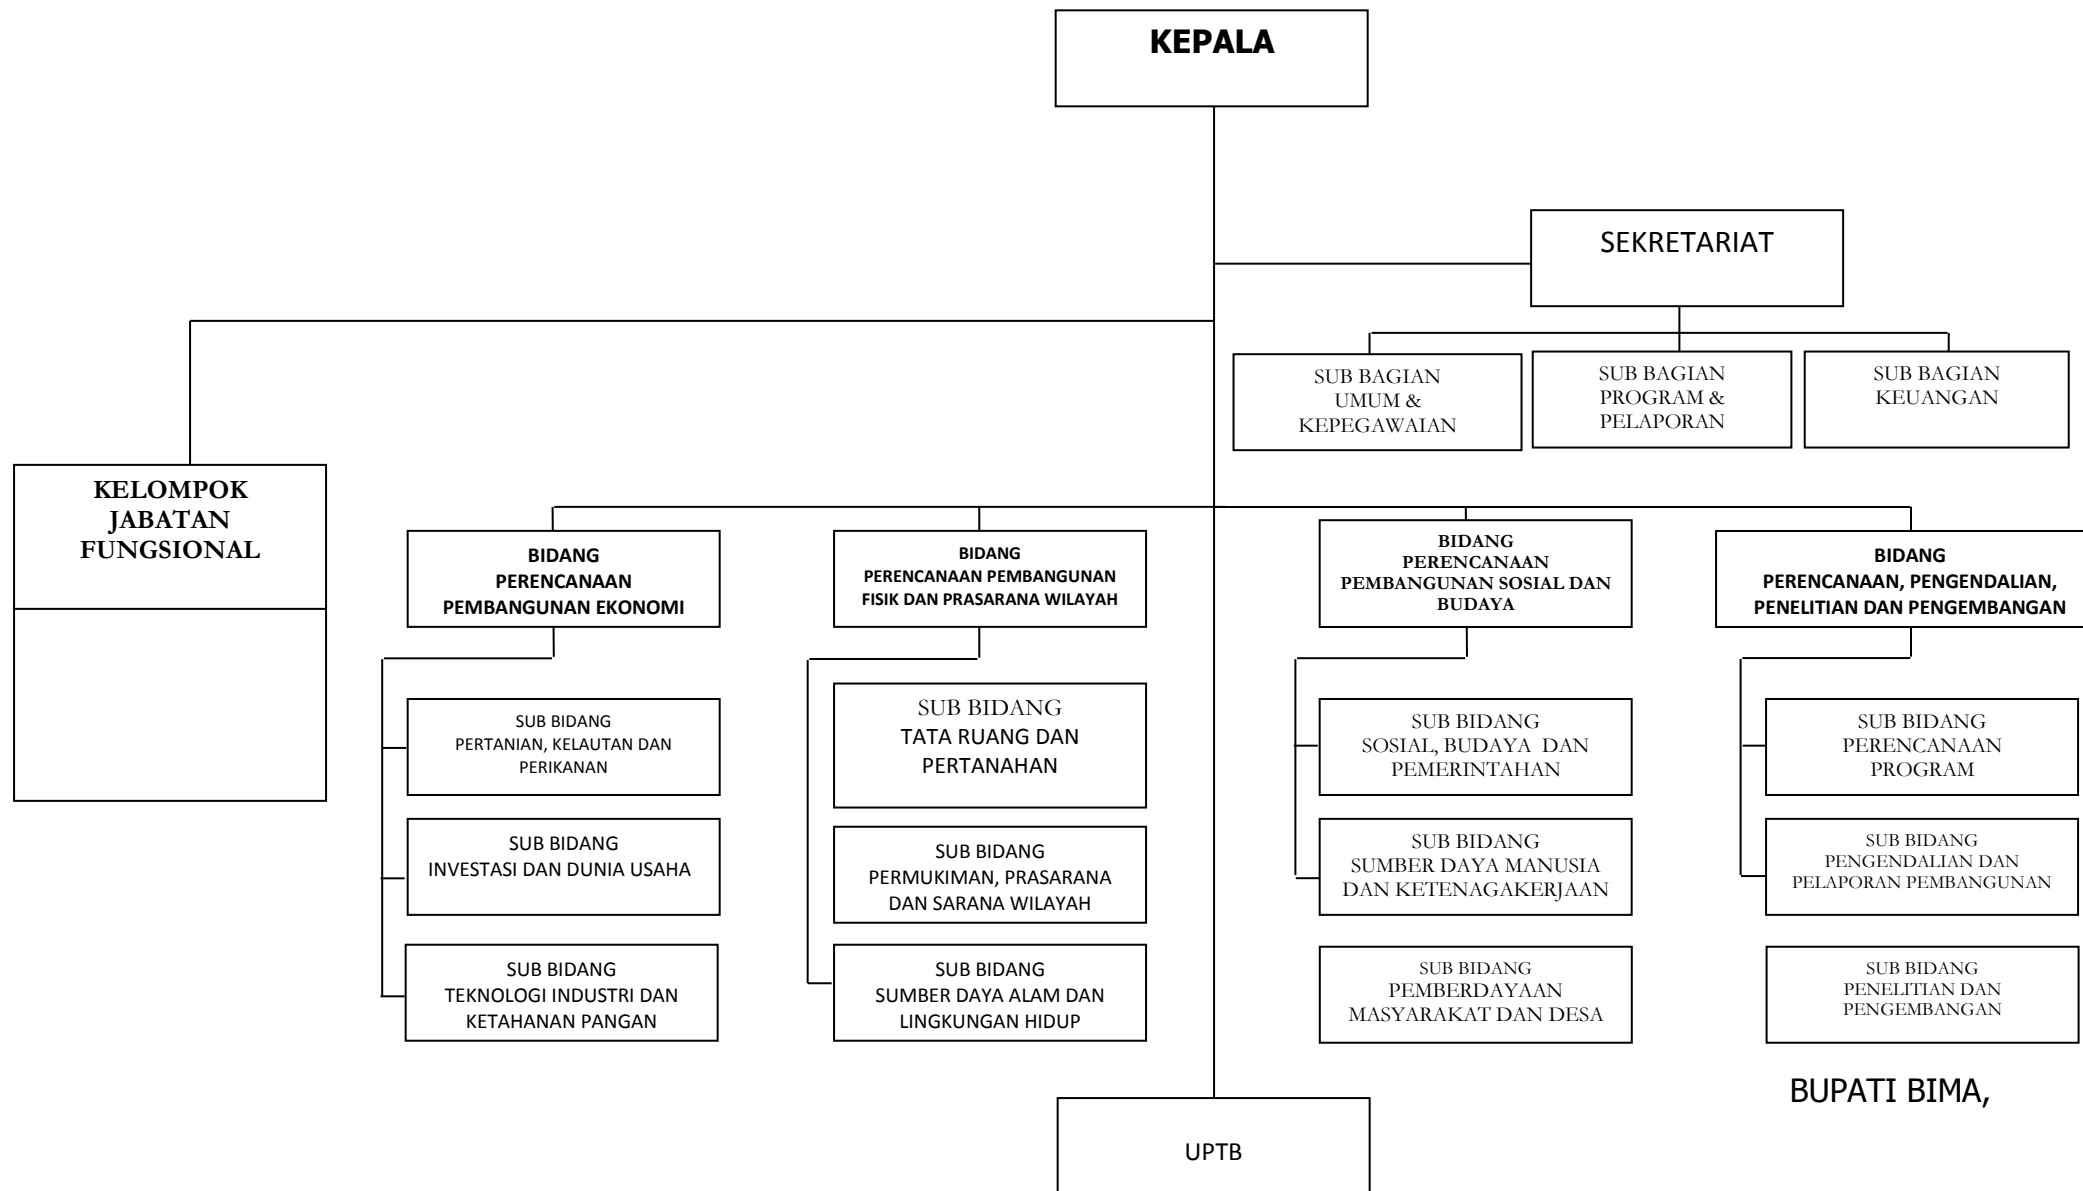 KEPALA
SEKRETARIAT
SUB BAGIAN
UMUM &
KEPEGAWAIAN
SUB BAGIAN
PROGRAM &
PELAPORAN
SUB BAGIAN
KEUANGAN
KELOMPOK
JABATAN
FUNGSIONAL
BIDANG
PERENCANAAN
PEMBANGUNAN EKONOMI
BIDANG
PERENCANAAN PEMBANGUNAN
FISIK DAN PRASARANA WILAYAH
BIDANG
PERENCANAAN
PEMBANGUNAN SOSIAL DAN
BUDAYA
BIDANG
PERENCANAAN, PENGENDALIAN,
PENELITIAN DAN PENGEMBANGAN
SUB BIDANG
PERTANIAN, KELAUTAN DAN
PERIKANAN
SUB BIDANG
TATA RUANG DAN
PERTANAHAN
SUB BIDANG
SOSIAL, BUDAYA DAN
PEMERINTAHAN
SUB BIDANG
PERENCANAAN
PROGRAM
SUB BIDANG
INVESTASI DAN DUNIA USAHA
SUB BIDANG
PERMUKIMAN, PRASARANA
DAN SARANA WILAYAH
SUB BIDANG
SUMBER DAYA MANUSIA
DAN KETENAGAKERJAAN
SUB BIDANG
PENGENDALIAN DAN
PELAPORAN PEMBANGUNAN
SUB BIDANG
TEKNOLOGI INDUSTRI DAN
KETAHANAN PANGAN
SUB BIDANG
SUMBER DAYA ALAM DAN
LINGKUNGAN HIDUP
SUB BIDANG
PEMBERDAYAAN
MASYARAKAT DAN DESA
SUB BIDANG
PENELITIAN DAN
PENGEMBANGAN
BUPATI BIMA,
UPTB